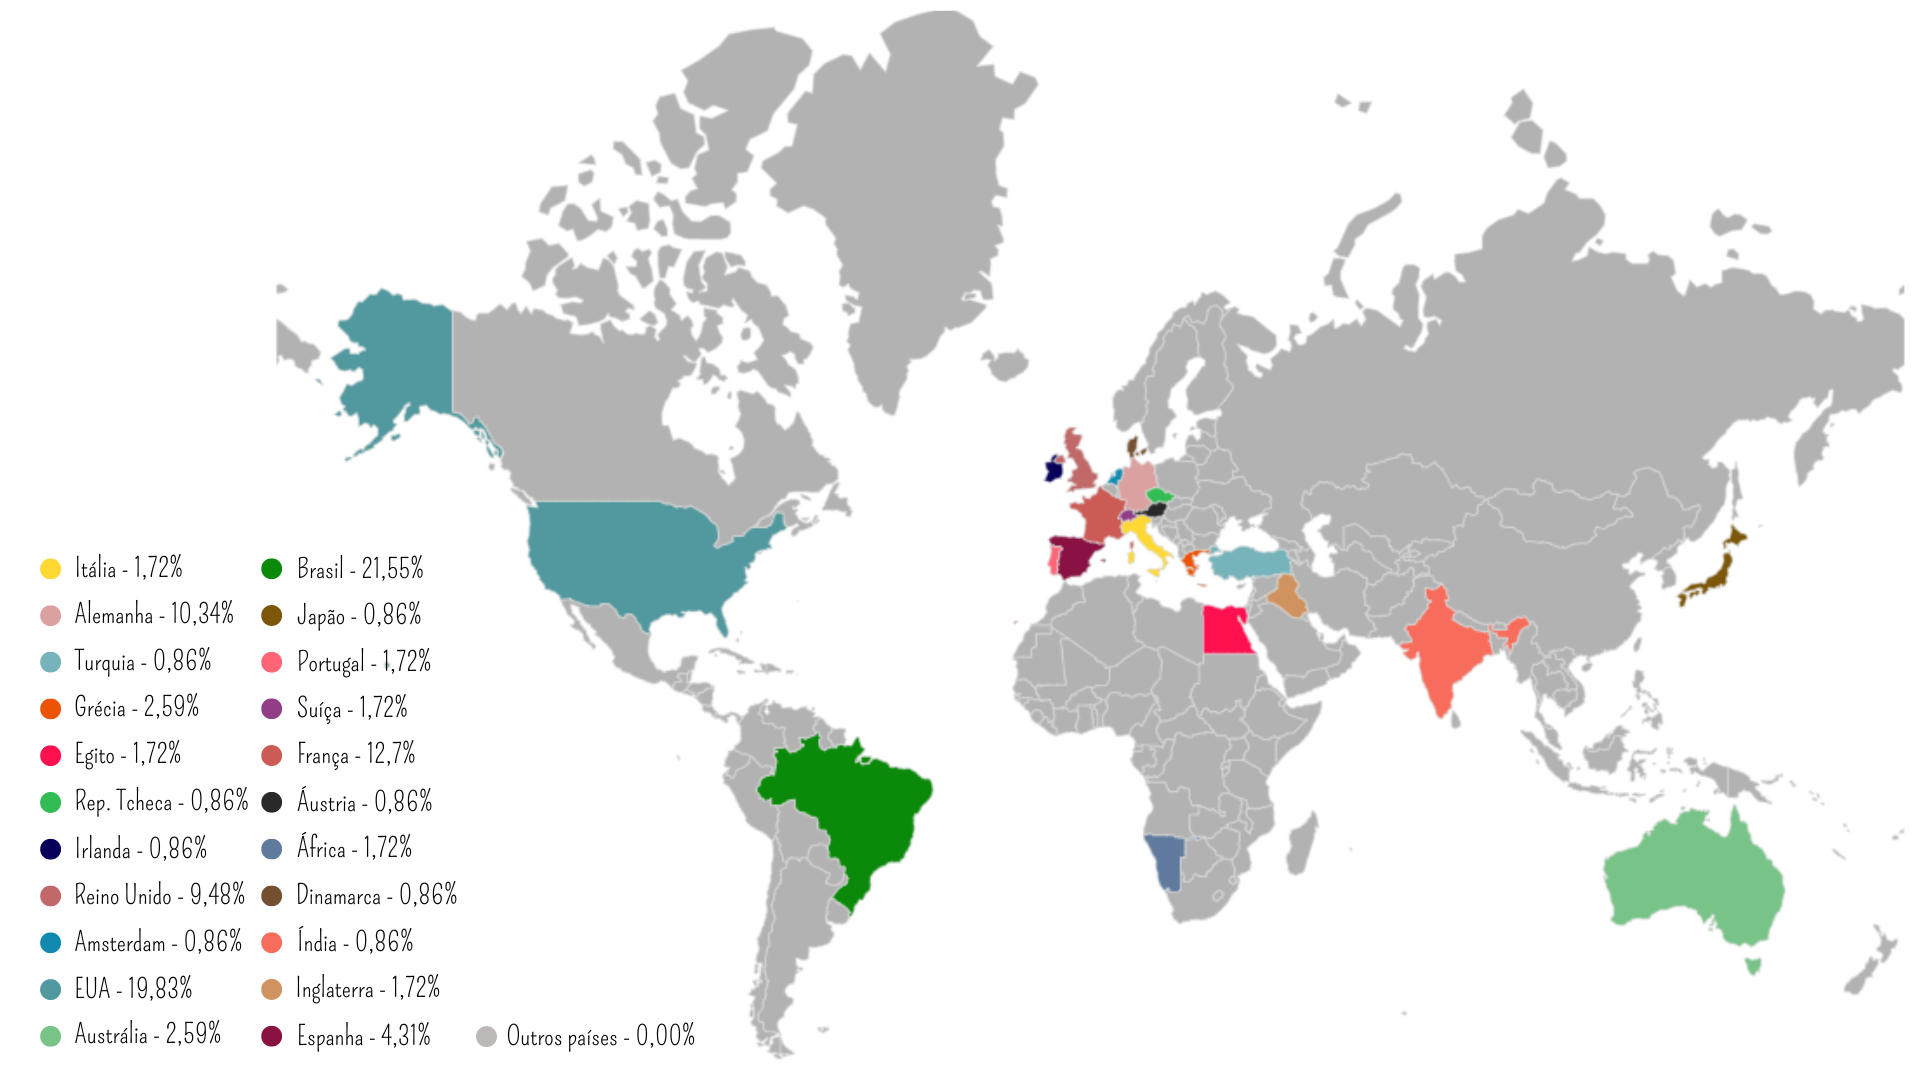 Itália - 1,72%
Alemanha - 10,34%
Turquia - 0,86%
Grécia - 2,59%
Egito - 1,72%
Rep. Tcheca - 0,86%
Irlanda - 0,86%
Reino Unido - 9,48%
Amsterdam - 0,86%
EUA - 19,83%
Austrália - 2,59%
Brasil - 21,55%
Japão - 0,86%
Portugal - 1,72%
Suíça - 1,72%
França - 12,7%
Áustria - 0,86%
África - 1,72%
Dinamarca - 0,86%
Índia - 0,86%
Inglaterra - 1,72%
Espanha - 4,31%
Outros países - 0,00%